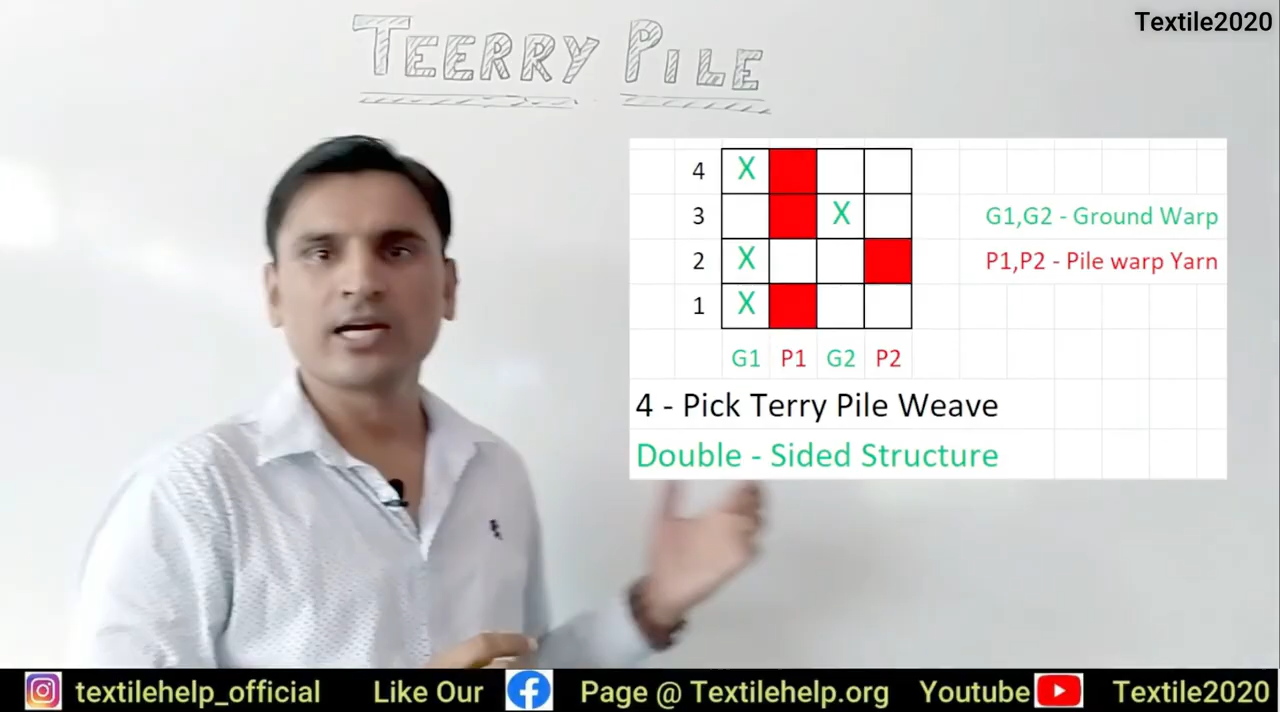 Textile2020
TEERRY PILE
4 X
3 X G1,G2 - Ground Warp
2 X P1,P2 - Pile warp Yarn
1 X
G1 P1 G2 P2
4 - Pick Terry Pile Weave
Double - Sided Structure
textilehelp_official Like Our Page @ Textilehelp.org Youtube Textile2020